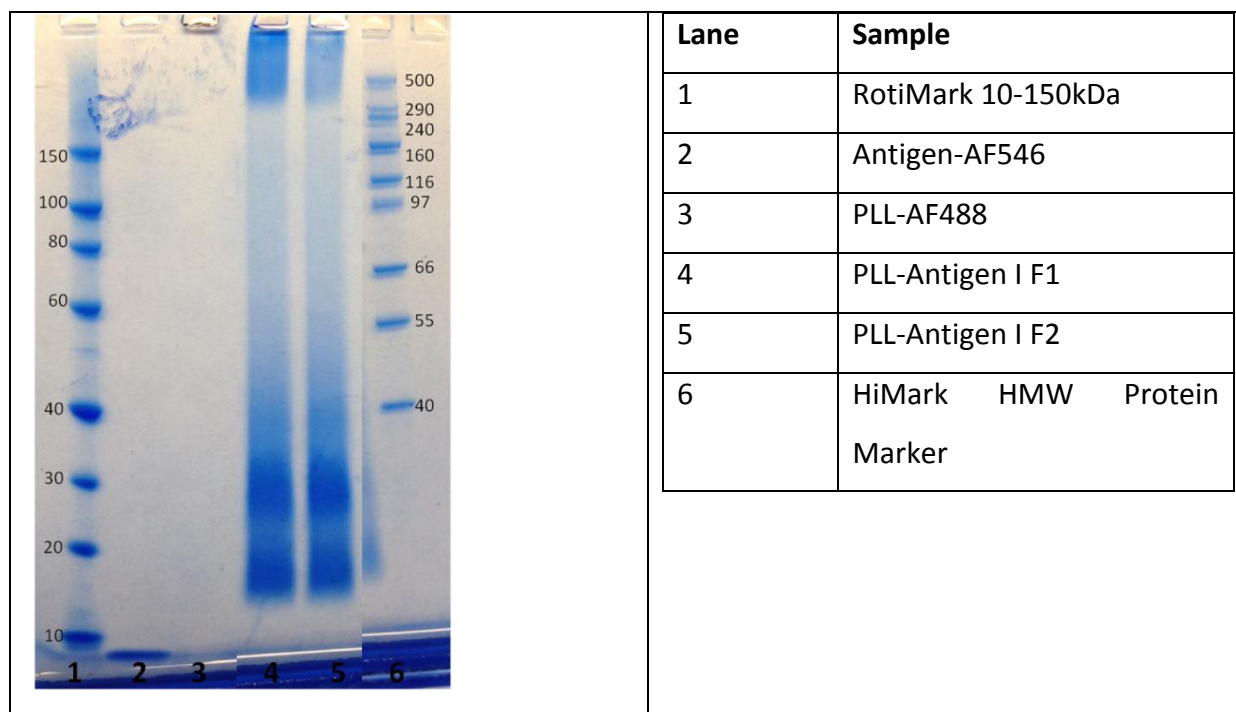 500
290
240
150
160
116
100
97
80
66
60
55
40
40
30
20
10
1 2 3 4 5 6
Lane Sample
1 RotiMark 10-150kDa
2 Antigen-AF546
3 PLL-AF488
4 PLL-Antigen I F1
5 PLL-Antigen I F2
6 HiMark HMW Protein
Marker